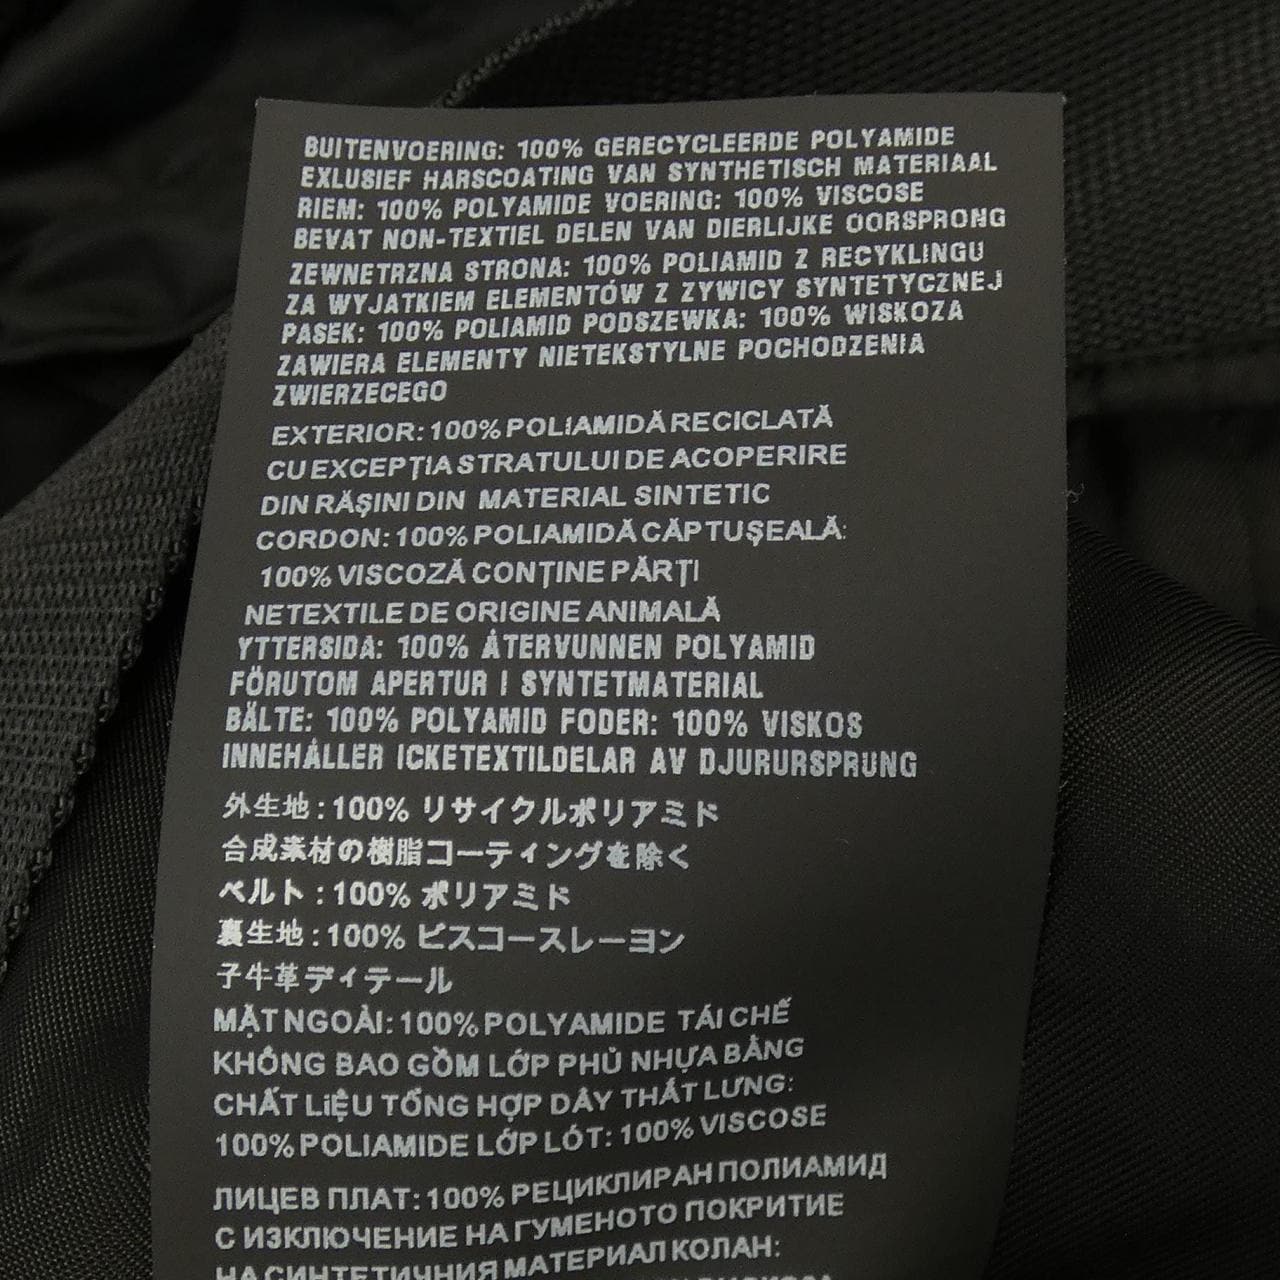 BUITENVOERING: 100% GERECYCLEERDE POLYAMIDE
EXLUSIEF HARSCOATING VAN SYNTHETISCH MATERIAAL
RIEM: 100% POLYAMIDE VOERING: 100% VISCOSE
BEVAT NON-TEXTIEL DELEN VAN DIERLIJKE OORSPRONG
ZEWNETRZNA STRONA: 100% POLIAMID Z RECYKLINGU
ZA WYJATKIEM ELEMENTÓW Z ZYWICY SYNTETYCZNEJ
PASEK: 100% POLIAMID PODSZEWKA: 100% WISKOZA
ZAWIERA ELEMENTY NIETEKSTYLNE POCHODZENIA
ZWIERZECEGO
EXTERIOR: 100% POLIAMIDĂ RECICLATĂ
CU EXCEPȚIA STRATULUI DE ACOPERIRE
DIN RĂȘINI DIN MATERIAL SINTETIC
CORDON: 100% POLIAMIDĂ CĂPTUȘEALĂ:
100% VISCOZĂ CONȚINE PĂRȚI
NETEXTILE DE ORIGINE ANIMALĂ
YTTERSIDA: 100% ÅTERVUNNEN POLYAMID
FÖRUTOM APERTUR I SYNTETMATERIAL
BÄLTE: 100% POLYAMID FODER: 100% VISKOS
INNEHÅLLER ICKETEXTILDELAR AV DJURURSPRUNG
外生地：100% リサイクルポリアミド
合成素材の樹脂コーティングを除く
ベルト：100% ポリアミド
裏生地：100% ビスコースレーヨン
子牛革ディテール
MẶT NGOÀI: 100% POLYAMIDE TÁI CHẾ
KHÔNG BAO GỒM LỚP PHỦ NHỰA BẰNG
CHẤT LiỆU TỔNG HỢP DÂY THẮT LƯNG:
100% POLIAMIDE LỚP LÓT: 100% VISCOSE
ЛИЦЕВ ПЛАТ: 100% РЕЦИКЛИРАН ПОЛИАМИД
С ИЗКЛЮЧЕНИЕ НА ГУМЕНОТО ПОКРИТИЕ
НА СИНТЕТИЧНИЯ МАТЕРИАЛ КОЛАН: